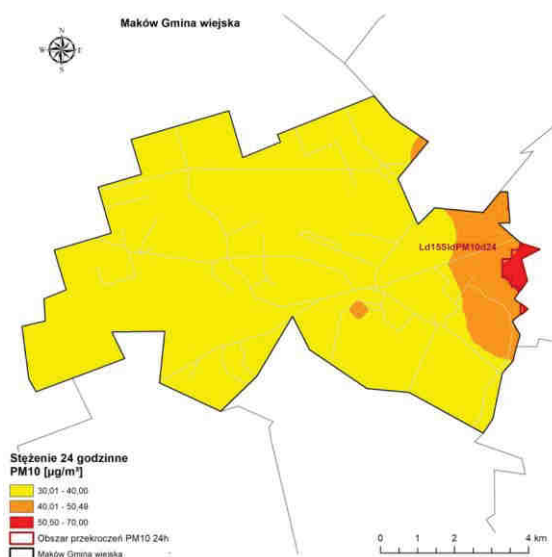 Maków Gmina wiejska
N
W E
S
Ld15SldPM10d24
Stężenie 24 godzinne
PM10 [µg/m³]
30,01 - 40,00
40,01 - 50,49
50,50 - 70,00
Obszar przekroczeń PM10 24h
Maków Gmina wiejska
0 1 2 4 km